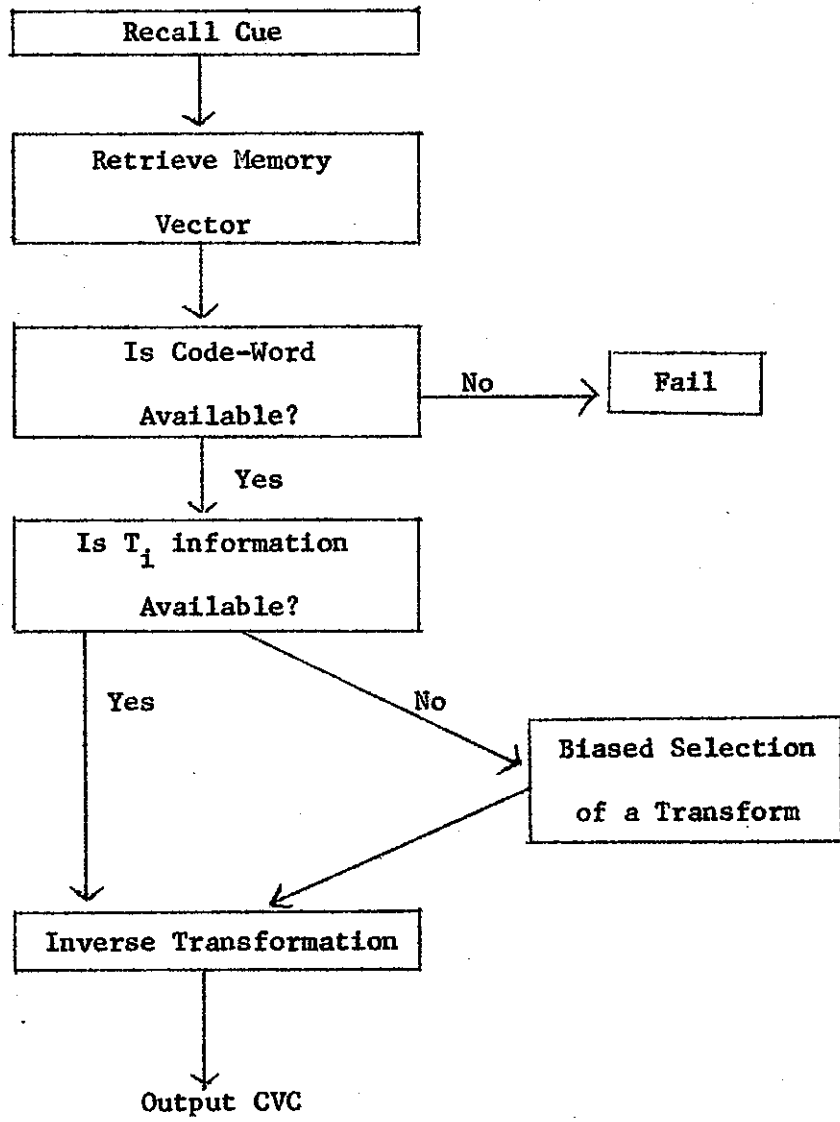 Recall Cue
Retrieve Memory
Vector
Is Code-Word
Available?
No
Fail
Yes
Is T_i information
Available?
Yes
No
Biased Selection
of a Transform
Inverse Transformation
Output CVC